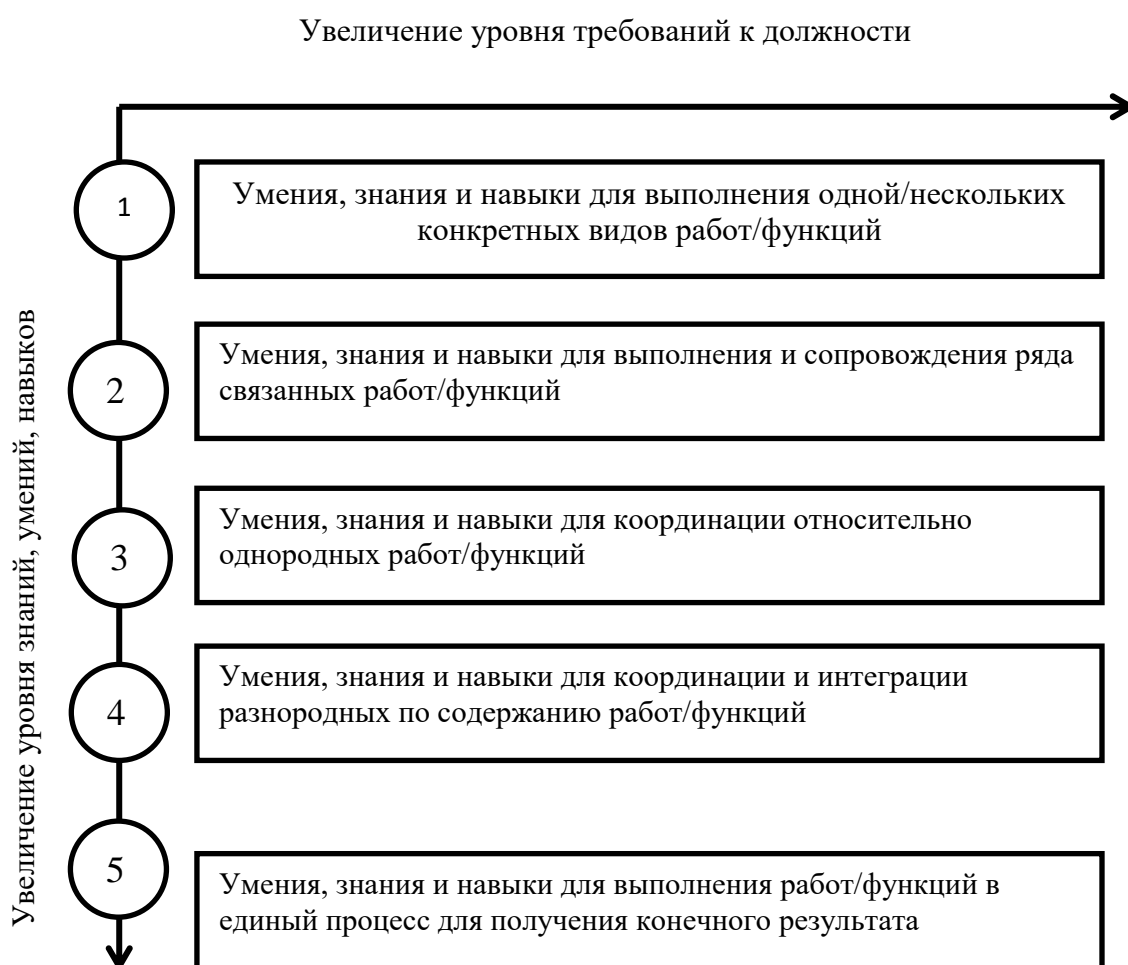 Увеличение уровня требований к должности
1
Умения, знания и навыки для выполнения одной/нескольких
конкретных видов работ/функций
Увеличение уровня знаний, умений, навыков
2
Умения, знания и навыки для выполнения и сопровождения ряда
связанных работ/функций
3
Умения, знания и навыки для координации относительно
однородных работ/функций
4
Умения, знания и навыки для координации и интеграции
разнородных по содержанию работ/функций
5
Умения, знания и навыки для выполнения работ/функций в
единый процесс для получения конечного результата